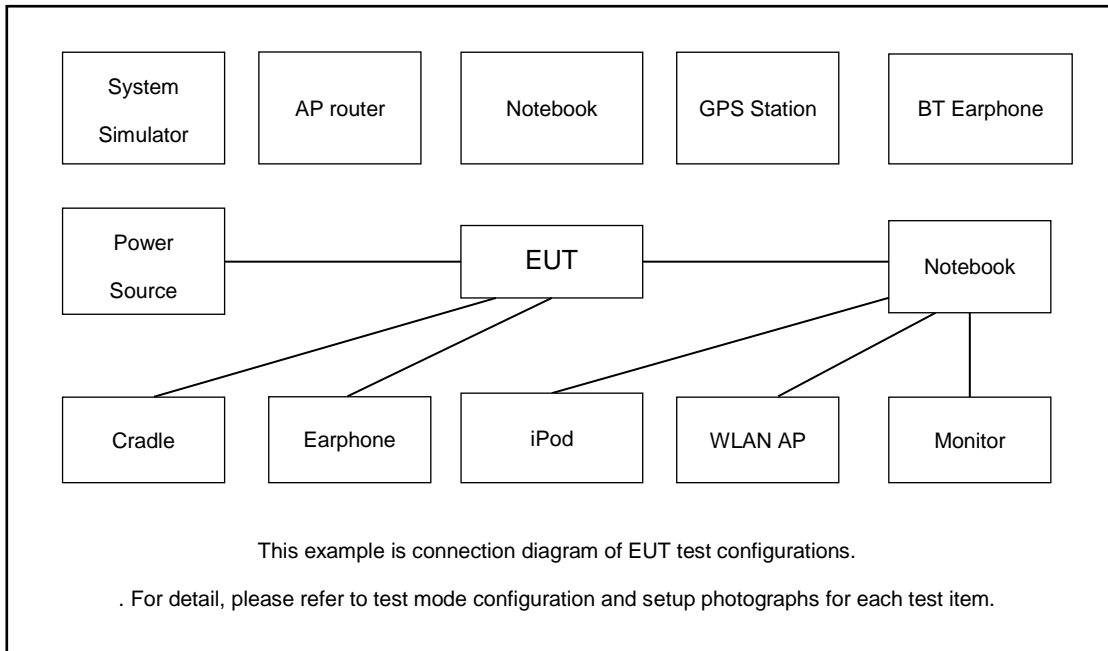 System
Simulator
AP router
Notebook
GPS Station
BT Earphone
Power
Source
EUT
Notebook
Cradle
Earphone
iPod
WLAN AP
Monitor
This example is connection diagram of EUT test configurations.
. For detail, please refer to test mode configuration and setup photographs for each test item.